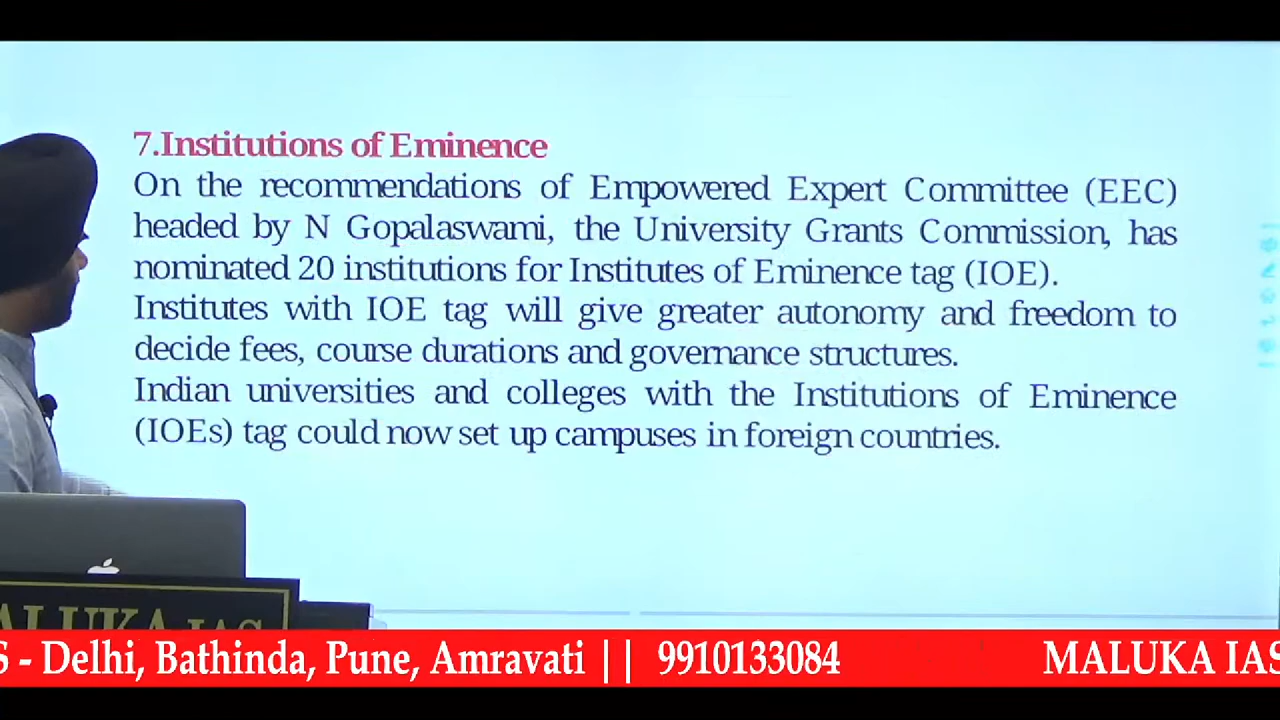 7.Institutions of Eminence
On the recommendations of Empowered Expert Committee (EEC)
headed by N Gopalaswami, the University Grants Commission, has
nominated 20 institutions for Institutes of Eminence tag (IOE).
Institutes with IOE tag will give greater autonomy and freedom to
decide fees, course durations and governance structures.
Indian universities and colleges with the Institutions of Eminence
(IOEs) tag could now set up campuses in foreign countries.
ALUKA IAS
S - Delhi, Bathinda, Pune, Amravati || 9910133084 MALUKA IAS